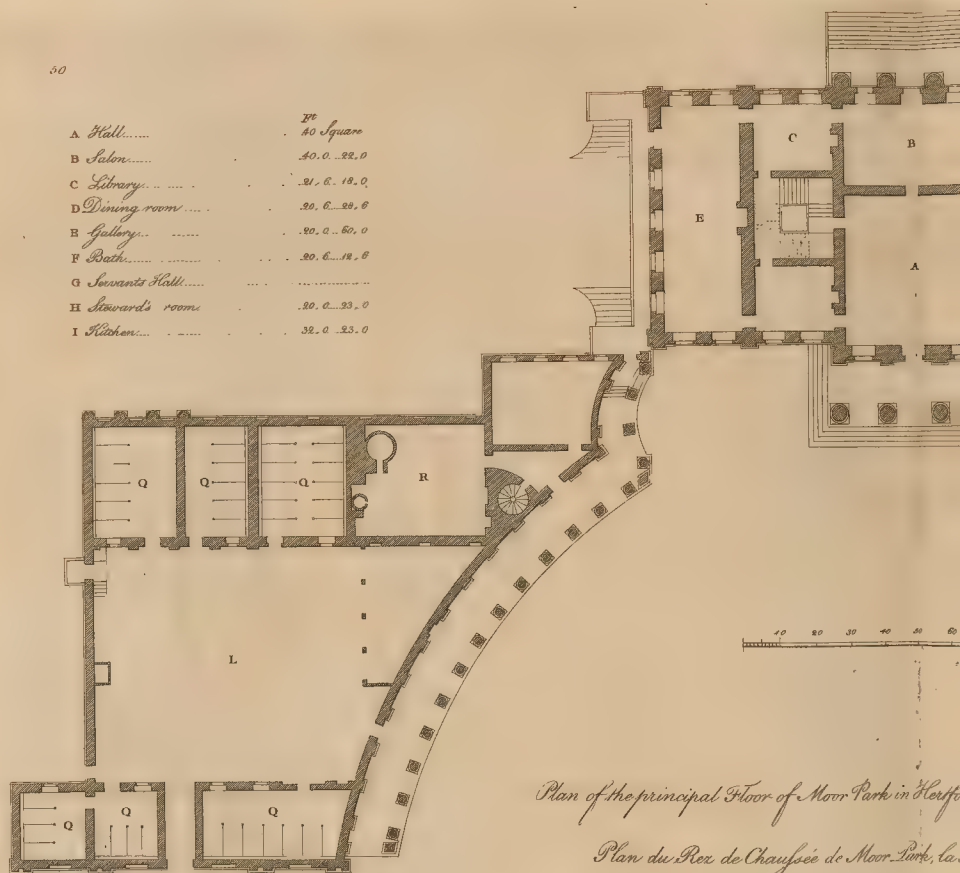 50
Ft
A Hall...... . 40 Square
B Salon..... . 40.0...22.0
C Library.... ...... . 21.6...18.0
D Dining room .... . 20.6...28.6
E Gallery... ..... . 20.0...60.0
F Bath.... .......... . 20.6...12.6
G Servants Hall..... ... ..............
H Steward's room . 20.0...23.0
I Kitchen.... . ..... . . 32.0...23.0
C
B
E
A
Q Q Q R
L
10 20 30 40 50 60
Q Q Q
Plan of the principal Floor of Moor Park in Hertfo
Plan du Rez de Chaussée de Moor Park, la